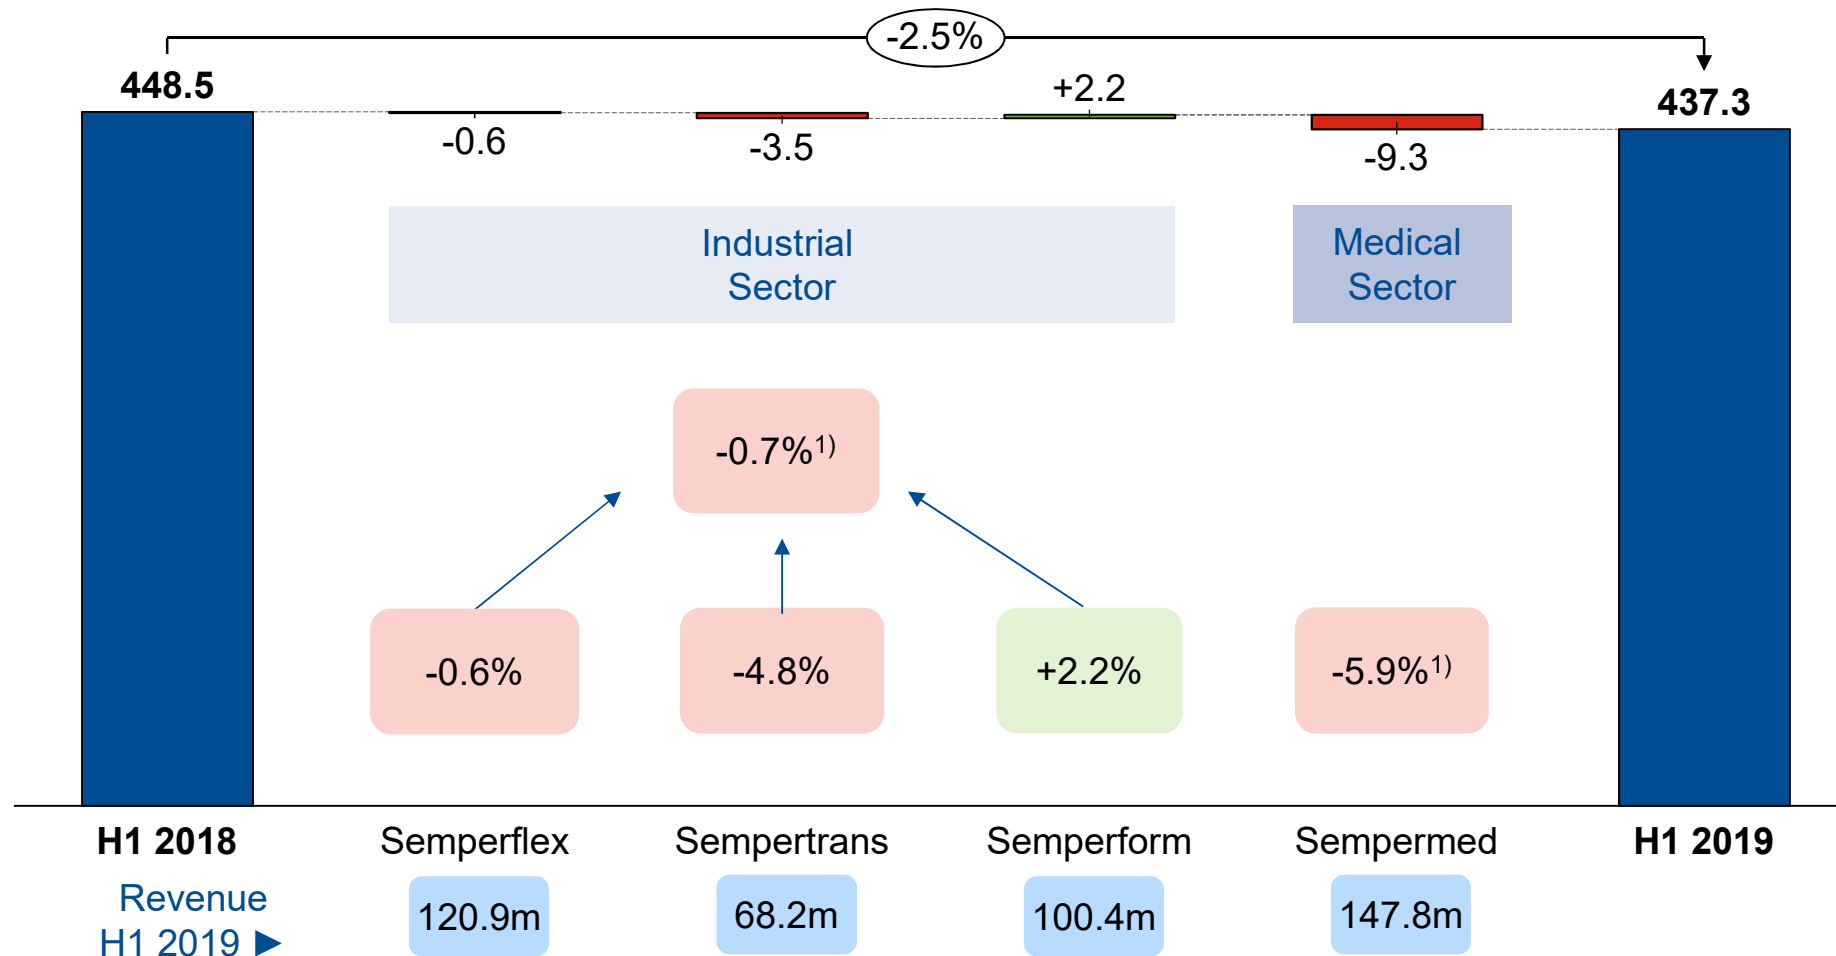 -2.5%
448.5
-0.6
-3.5
+2.2
-9.3
437.3
Industrial
Sector
Medical
Sector
-0.7%1)
-0.6%
-4.8%
+2.2%
-5.9%1)
H1 2018
Semperflex
Sempertrans
Semperform
Sempermed
H1 2019
Revenue
H1 2019 ►
120.9m
68.2m
100.4m
147.8m